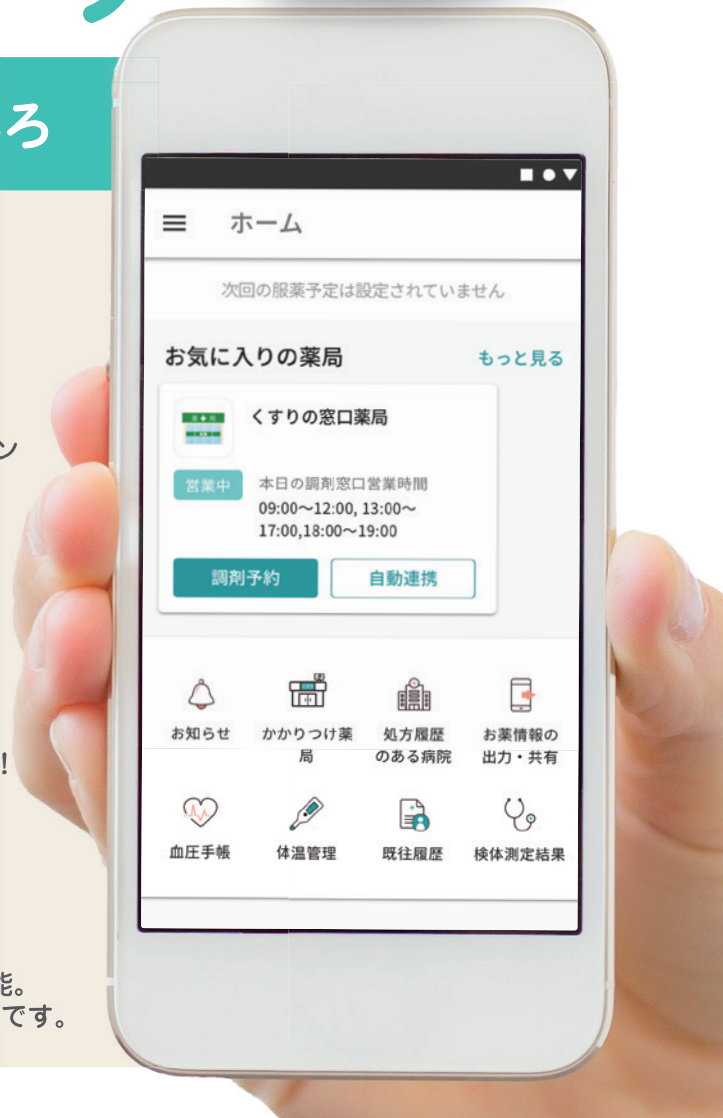 ろ
ホーム
次回の服薬予定は設定されていません
お気に入りの薬局 もっと見る
くすりの窓口薬局
営業中 本日の調剤窓口営業時間
09:00〜12:00, 13:00〜
17:00,18:00〜19:00
調剤予約 自動連携
ン
お知らせ かかりつけ薬局 処方履歴のある病院 お薬情報の出力・共有
!
血圧手帳 体温管理 既往履歴 検体測定結果
能。
です。